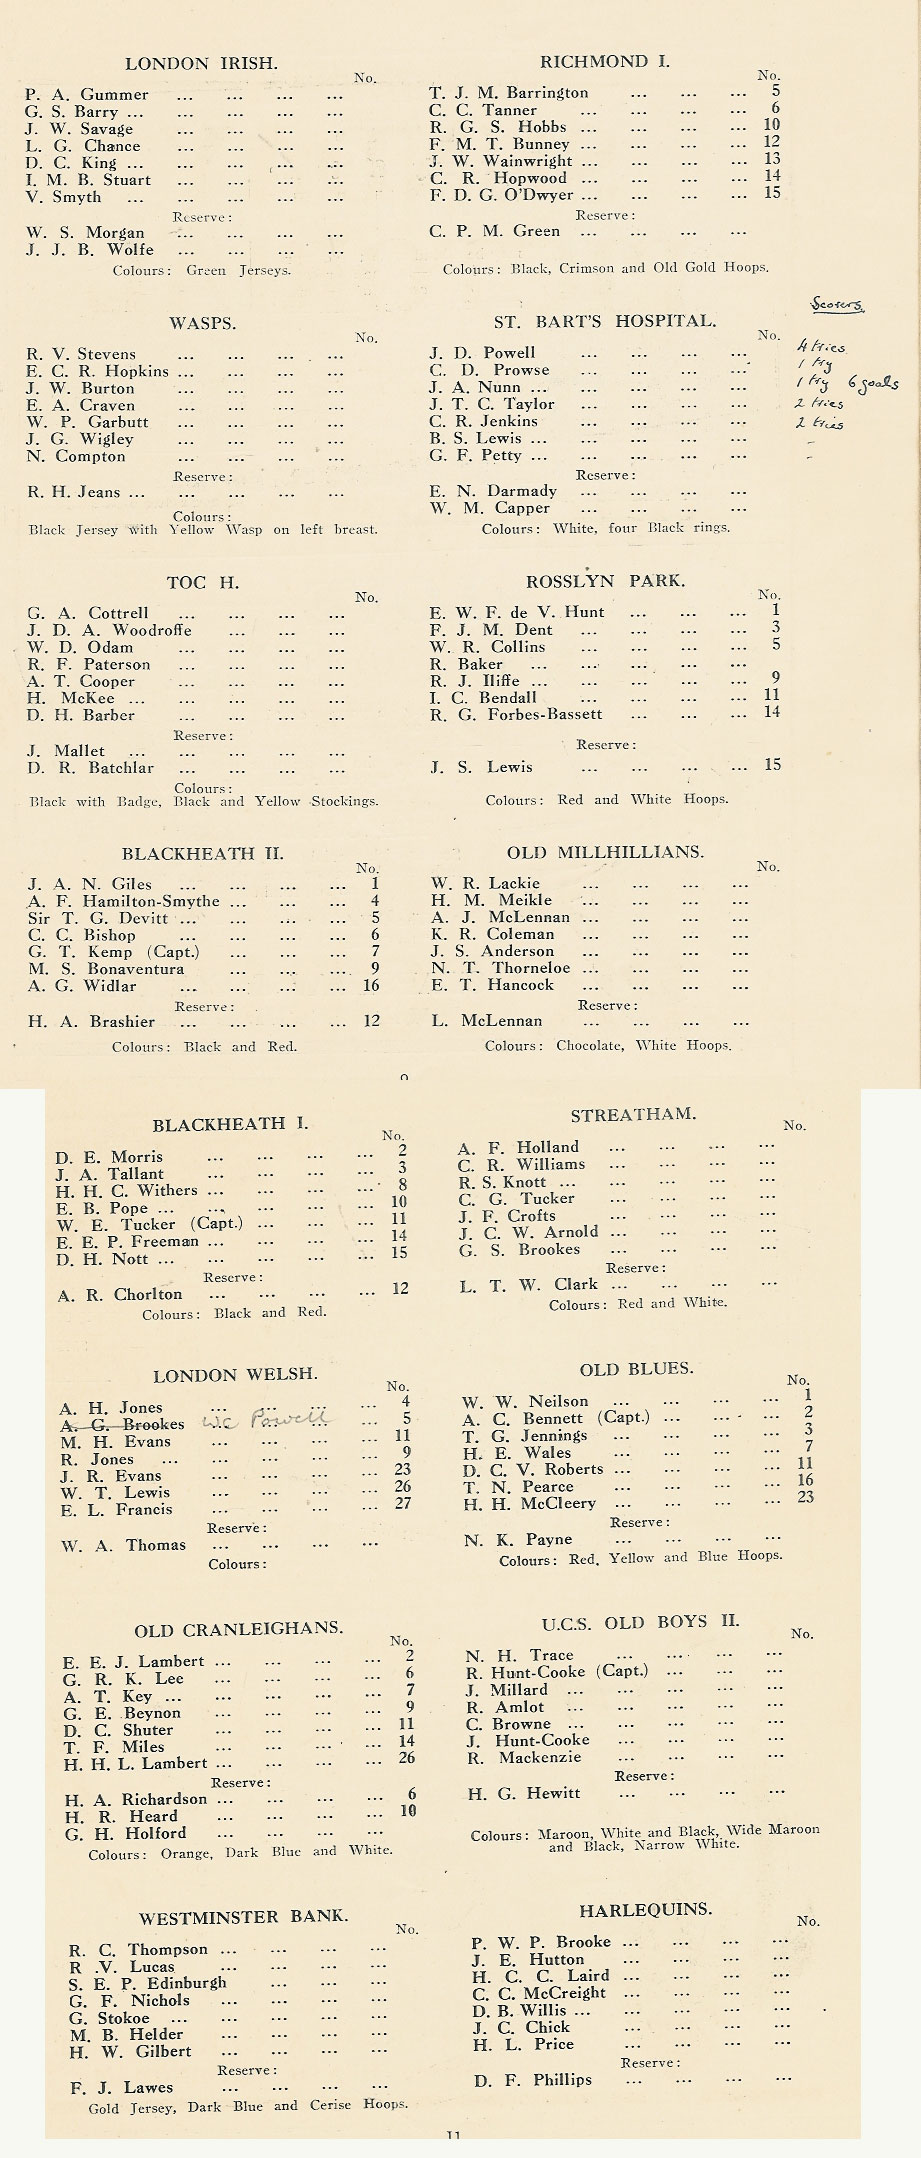 LONDON IRISH.
No.
P. A. Gummer ... ... ... ...
G. S. Barry ... ... ... ...
J. W. Savage ... ... ... ...
L. G. Chance ... ... ... ...
D. C. King ... ... ... ...
I. M. B. Stuart ... ... ... ...
V. Smyth ... ... ... ... ...
Reserve:
W. S. Morgan ... ... ... ...
J. J. B. Wolfe ... ... ... ...
Colours: Green Jerseys.
RICHMOND I.
No.
T. J. M. Barrington ... ... ... 5
C. C. Tanner ... ... ... ... 6
R. G. S. Hobbs ... ... ... ... 10
F. M. T. Bunney ... ... ... ... 12
J. W. Wainwright ... ... ... ... 13
C. R. Hopwood ... ... ... ... 14
F. D. G. O'Dwyer ... ... ... ... 15
Reserve:
C. P. M. Green ... ... ... ...
Colours: Black, Crimson and Old Gold Hoops.
WASPS.
No.
R. V. Stevens ... ... ... ...
E. C. R. Hopkins ... ... ... ...
J. W. Burton ... ... ... ...
E. A. Craven ... ... ... ...
W. P. Garbutt ... ... ... ...
J. G. Wigley ... ... ... ...
N. Compton ... ... ... ...
Reserve:
R. H. Jeans ... ... ... ... ...
Colours:
Black Jersey with Yellow Wasp on left breast.
ST. BART'S HOSPITAL.
No.
Scorers
J. D. Powell ... ... ... ... 4 tries
C. D. Prowse ... ... ... ... 1 try
J. A. Nunn ... ... ... ... ... 1 try 6 goals
J. T. C. Taylor ... ... ... ... 2 tries
C. R. Jenkins ... ... ... ... 2 tries
B. S. Lewis ... ... ... ... ... -
G. F. Petty ... ... ... ... ... -
Reserve:
E. N. Darmady ... ... ... ...
W. M. Capper ... ... ... ...
Colours: White, four Black rings.
TOC H.
No.
G. A. Cottrell ... ... ... ...
J. D. A. Woodroffe ... ... ...
W. D. Odam ... ... ... ...
R. F. Paterson ... ... ... ...
A. T. Cooper ... ... ... ...
H. McKee ... ... ... ... ...
D. H. Barber ... ... ... ...
Reserve:
J. Mallet ... ... ... ... ...
D. R. Batchlar ... ... ... ...
Colours:
Black with Badge, Black and Yellow Stockings.
ROSSLYN PARK.
No.
E. W. F. de V. Hunt ... ... ... 1
F. J. M. Dent ... ... ... ... 3
W. R. Collins ... ... ... ... 5
R. Baker ... ... ... ... ...
R. J. Iliffe ... ... ... ... ... 9
I. C. Bendall ... ... ... ... 11
R. G. Forbes-Bassett ... ... ... 14
Reserve:
J. S. Lewis ... ... ... ... 15
Colours: Red and White Hoops.
BLACKHEATH II.
No.
J. A. N. Giles ... ... ... ... 1
A. F. Hamilton-Smythe ... ... ... 4
Sir T. G. Devitt ... ... ... ... 5
C. C. Bishop ... ... ... ... 6
G. T. Kemp (Capt.) ... ... ... 7
M. S. Bonaventura ... ... ... 9
A. G. Widlar ... ... ... ... 16
Reserve:
H. A. Brashier ... ... ... ... 12
Colours: Black and Red.
OLD MILLHILLIANS.
No.
W. R. Lackie ... ... ... ...
H. M. Meikle ... ... ... ...
A. J. McLennan ... ... ... ...
K. R. Coleman ... ... ... ...
J. S. Anderson ... ... ... ...
N. T. Thorneloe ... ... ... ...
E. T. Hancock ... ... ... ...
Reserve:
L. McLennan ... ... ... ...
Colours: Chocolate, White Hoops.
BLACKHEATH I.
No.
D. E. Morris ... ... ... ... 2
J. A. Tallant ... ... ... ... 3
H. H. C. Withers ... ... ... ... 8
E. B. Pope ... ... ... ... ... 10
W. E. Tucker (Capt.) ... ... ... 11
E. E. P. Freeman ... ... ... ... 14
D. H. Nott ... ... ... ... ... 15
Reserve:
A. R. Chorlton ... ... ... ... 12
Colours: Black and Red.
STREATHAM.
No.
A. F. Holland ... ... ... ...
C. R. Williams ... ... ... ...
R. S. Knott ... ... ... ... ...
C. G. Tucker ... ... ... ...
J. F. Crofts ... ... ... ...
J. C. W. Arnold ... ... ... ...
G. S. Brookes ... ... ... ...
Reserve:
L. T. W. Clark ... ... ... ...
Colours: Red and White.
LONDON WELSH.
No.
A. H. Jones ... ... ... ... 4
A. G. Brookes W.C Powell ... ... ... ... 5
M. H. Evans ... ... ... ... 11
R. Jones ... ... ... ... ... 9
J. R. Evans ... ... ... ... 23
W. T. Lewis ... ... ... ... 26
E. L. Francis ... ... ... ... 27
Reserve:
W. A. Thomas ... ... ... ...
Colours:
OLD BLUES.
No.
W. W. Neilson ... ... ... ... 1
A. C. Bennett (Capt.) ... ... ... 2
T. G. Jennings ... ... ... ... 3
H. E. Wales ... ... ... ... 7
D. C. V. Roberts ... ... ... ... 11
T. N. Pearce ... ... ... ... 16
H. H. McCleery ... ... ... ... 23
Reserve:
N. K. Payne ... ... ... ...
Colours: Red, Yellow and Blue Hoops.
OLD CRANLEIGHANS.
No.
E. E. J. Lambert ... ... ... ... 2
G. R. K. Lee ... ... ... ... 6
A. T. Key ... ... ... ... ... 7
G. E. Beynon ... ... ... ... 9
D. C. Shuter ... ... ... ... 11
T. F. Miles ... ... ... ... 14
H. H. L. Lambert ... ... ... ... 26
Reserve:
H. A. Richardson ... ... ... ... 6
H. R. Heard ... ... ... ... 10
G. H. Holford ... ... ... ...
Colours: Orange, Dark Blue and White.
U.C.S. OLD BOYS II.
No.
N. H. Trace ... ... ... ...
R. Hunt-Cooke (Capt.) ... ... ...
J. Millard ... ... ... ... ...
R. Amlot ... ... ... ... ...
C. Browne ... ... ... ... ...
J. Hunt-Cooke ... ... ... ...
R. Mackenzie ... ... ... ...
Reserve:
H. G. Hewitt ... ... ... ...
Colours: Maroon, White and Black, Wide Maroon
and Black, Narrow White.
WESTMINSTER BANK.
No.
R. C. Thompson ... ... ... ...
R .V. Lucas ... ... ... ...
S. E. P. Edinburgh ... ... ...
G. F. Nichols ... ... ... ...
G. Stokoe ... ... ... ... ...
M. B. Helder ... ... ... ...
H. W. Gilbert ... ... ... ...
Reserve:
F. J. Lawes ... ... ... ...
Gold Jersey, Dark Blue and Cerise Hoops.
HARLEQUINS.
No.
P. W. P. Brooke ... ... ... ...
J. E. Hutton ... ... ... ...
H. C. C. Laird ... ... ... ...
C. C. McCreight ... ... ... ...
D. B. Willis ... ... ... ... ...
J. C. Chick ... ... ... ...
H. L. Price ... ... ... ...
Reserve:
D. F. Phillips ... ... ... ...
11